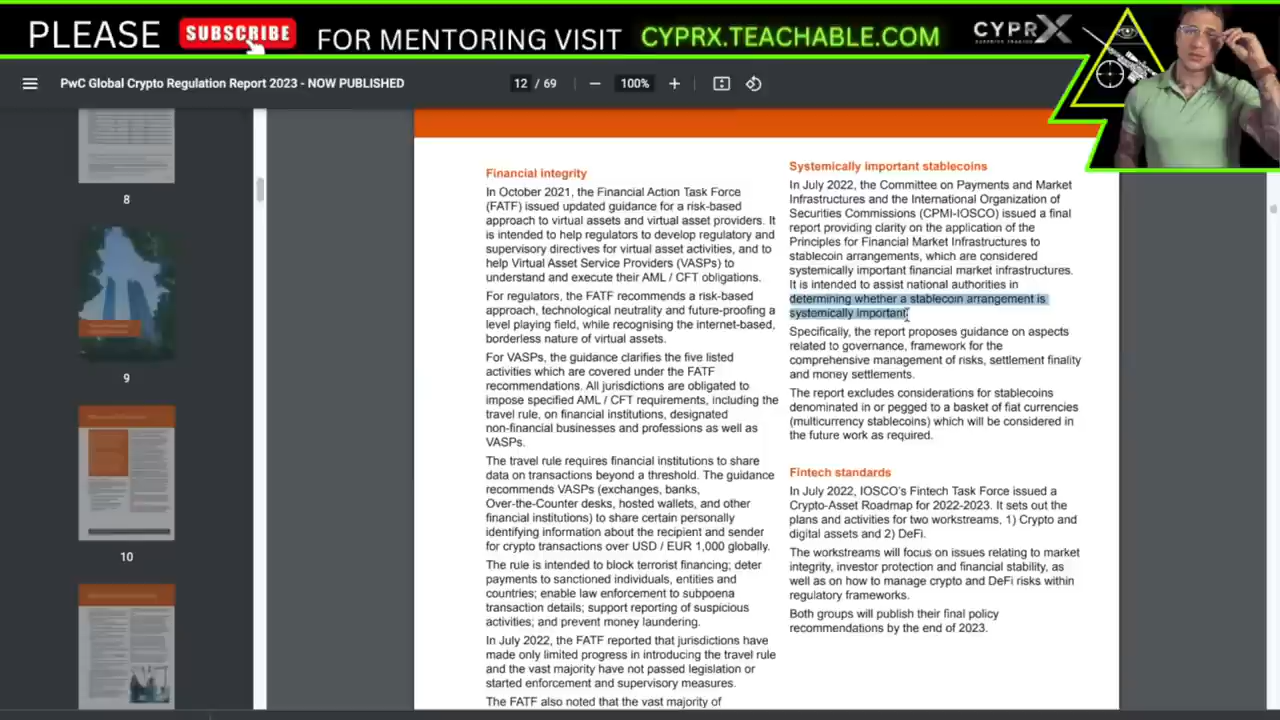 PLEASE SUBSCRIBE FOR MENTORING VISIT CYPRX.TEACHABLE.COM
CYPRX
PwC Global Crypto Regulation Report 2023 - NOW PUBLISHED
12 / 69
100%
8
9
10
Financial integrity
In October 2021, the Financial Action Task Force
(FATF) issued updated guidance for a risk-based
approach to virtual assets and virtual asset providers. It
is intended to help regulators to develop regulatory and
supervisory directives for virtual asset activities, and to
help Virtual Asset Service Providers (VASPs) to
understand and execute their AML / CFT obligations.
For regulators, the FATF recommends a risk-based
approach, technological neutrality and future-proofing a
level playing field, while recognising the internet-based,
borderless nature of virtual assets.
For VASPs, the guidance clarifies the five listed
activities which are covered under the FATF
recommendations. All jurisdictions are obligated to
impose specified AML / CFT requirements, including the
travel rule, on financial institutions, designated
non-financial businesses and professions as well as
VASPs.
The travel rule requires financial institutions to share
data on transactions beyond a threshold. The guidance
recommends VASPs (exchanges, banks,
Over-the-Counter desks, hosted wallets, and other
financial institutions) to share certain personally
identifying information about the recipient and sender
for crypto transactions over USD / EUR 1,000 globally.
The rule is intended to block terrorist financing; deter
payments to sanctioned individuals, entities and
countries; enable law enforcement to subpoena
transaction details; support reporting of suspicious
activities; and prevent money laundering.
In July 2022, the FATF reported that jurisdictions have
made only limited progress in introducing the travel rule
and the vast majority have not passed legislation or
started enforcement and supervisory measures.
The FATF also noted that the vast majority of
Systemically important stablecoins
In July 2022, the Committee on Payments and Market
Infrastructures and the International Organization of
Securities Commissions (CPMI-IOSCO) issued a final
report providing clarity on the application of the
Principles for Financial Market Infrastructures to
stablecoin arrangements, which are considered
systemically important financial market infrastructures.
It is intended to assist national authorities in
determining whether a stablecoin arrangement is
systemically important.
Specifically, the report proposes guidance on aspects
related to governance, framework for the
comprehensive management of risks, settlement finality
and money settlements.
The report excludes considerations for stablecoins
denominated in or pegged to a basket of fiat currencies
(multicurrency stablecoins) which will be considered in
the future work as required.
Fintech standards
In July 2022, IOSCO's Fintech Task Force issued a
Crypto-Asset Roadmap for 2022-2023. It sets out the
plans and activities for two workstreams, 1) Crypto and
digital assets and 2) DeFi.
The workstreams will focus on issues relating to market
integrity, investor protection and financial stability, as
well as on how to manage crypto and DeFi risks within
regulatory frameworks.
Both groups will publish their final policy
recommendations by the end of 2023.